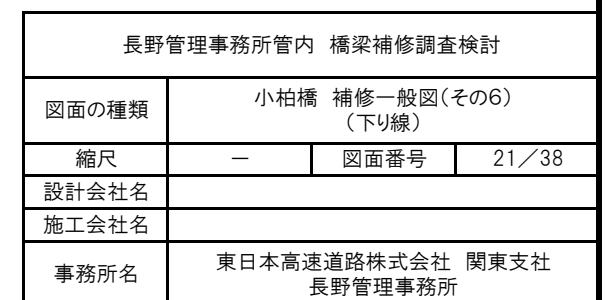 長野管理事務所管内 橋梁補修調査検討
図面の種類 小柏橋 補修一般図(その6)
(下り線)
縮尺 － 図面番号 21／38
設計会社名
施工会社名
事務所名 東日本高速道路株式会社 関東支社
長野管理事務所